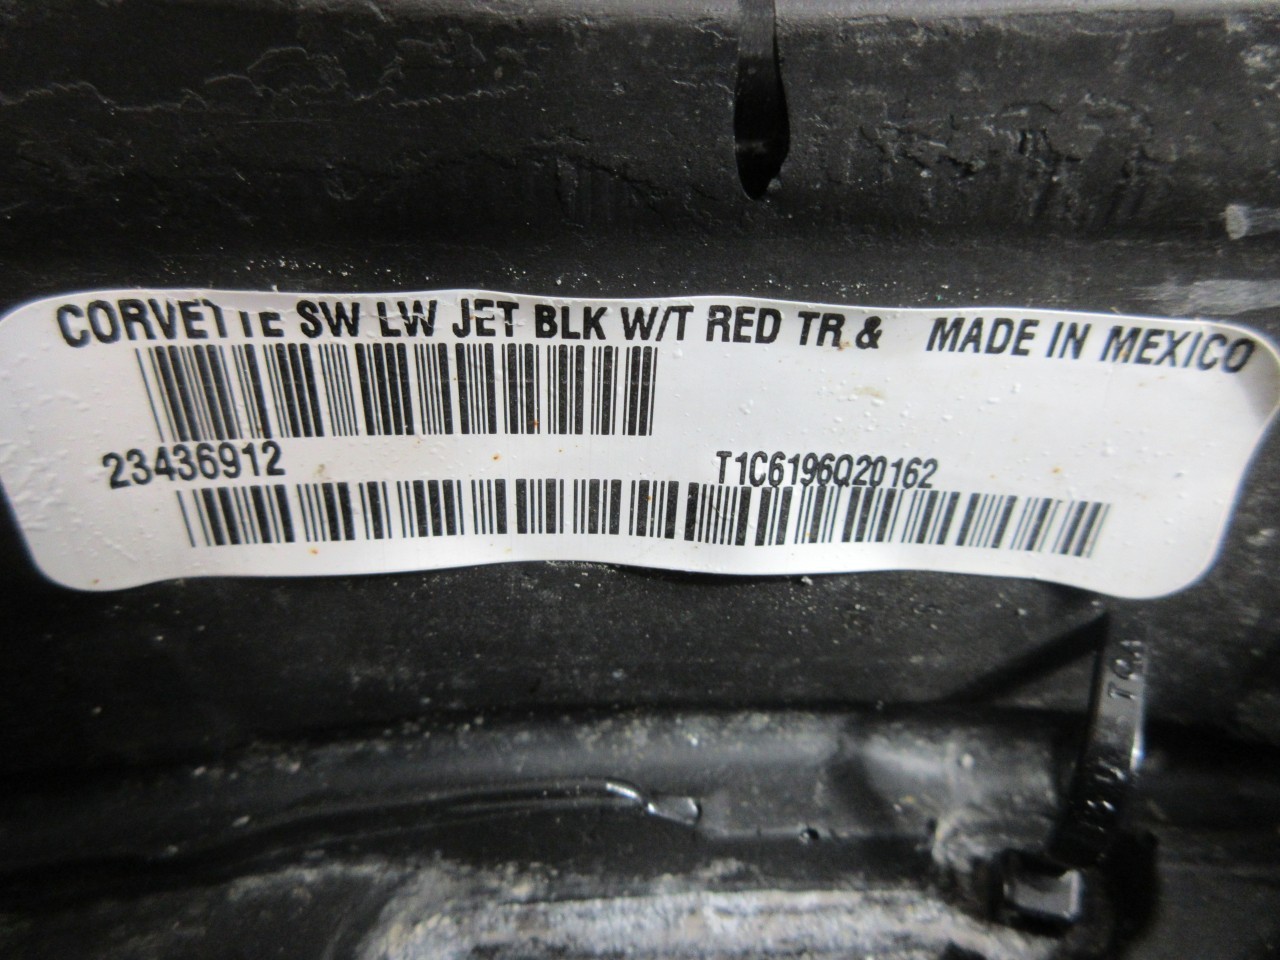 CORVETTE SW LW JET BLK W/T RED TR & MADE IN MEXICO
23436912 T1C6196Q20162